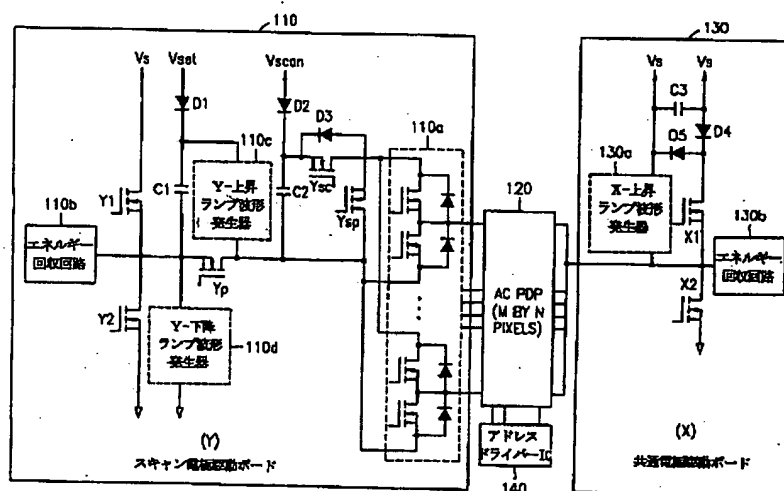 110
130
Vs
Vset
Vscan
Vs
Vs
D1
D2
D3
C3
D4
D5
110c
110a
130a
Y-上昇
ランプ波形
発生器
C1
C2
Ysc
Ysp
120
X-上昇
ランプ波形
発生器
X1
Y1
110b
エネルギー
回収回路
Yp
130b
エネルギー
回収回路
AC PDP
(M BY N
PIXELS)
X2
Y2
Y-下降
ランプ波形
発生器
110d
(Y)
スキャン電極駆動ボード
アドレス
ドライバーIC
140
(X)
共通電極駆動ボード